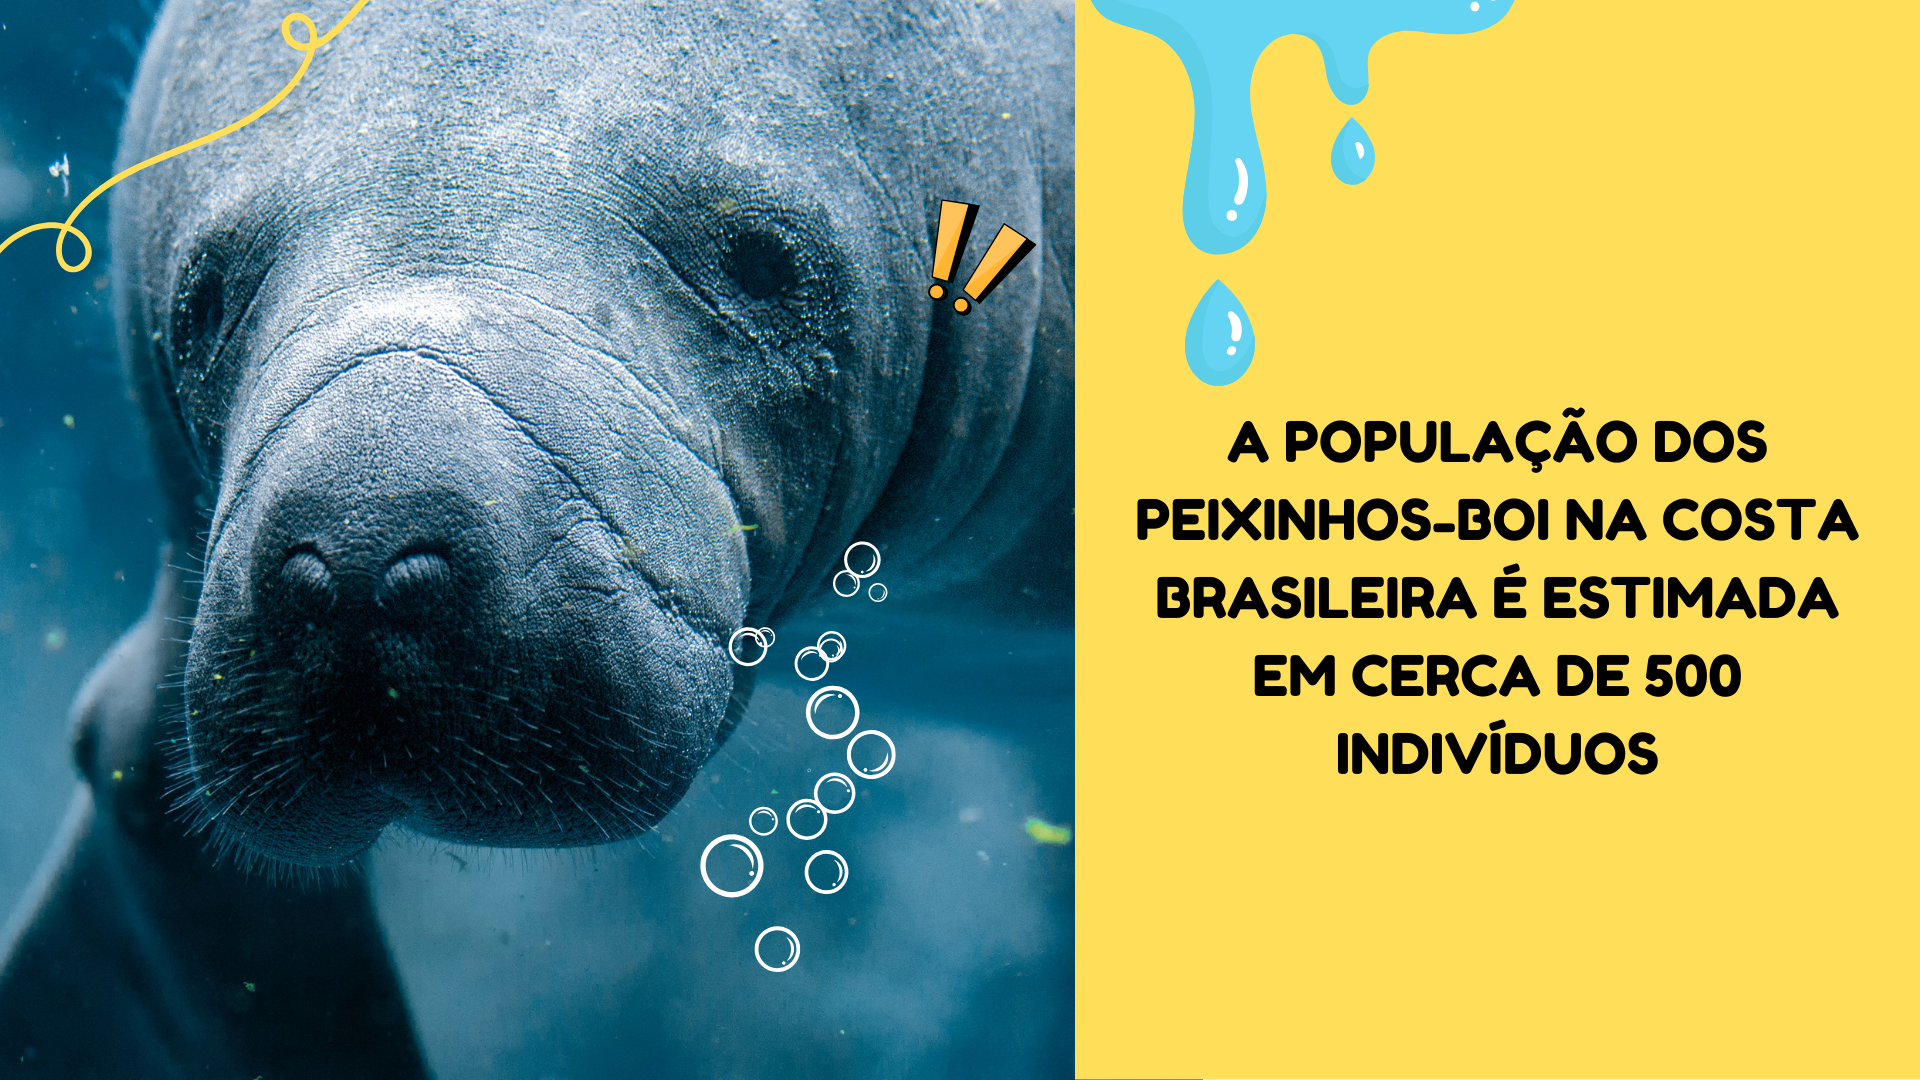 A POPULAÇÃO DOS
PEIXINHOS-BOI NA COSTA
BRASILEIRA É ESTIMADA
EM CERCA DE 500
INDIVÍDUOS